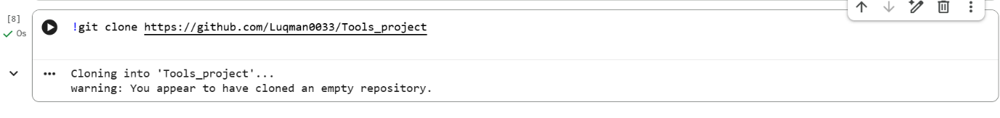 [8]
0s
!git clone https://github.com/Luqman0033/Tools_project
Cloning into 'Tools_project'...
warning: You appear to have cloned an empty repository.